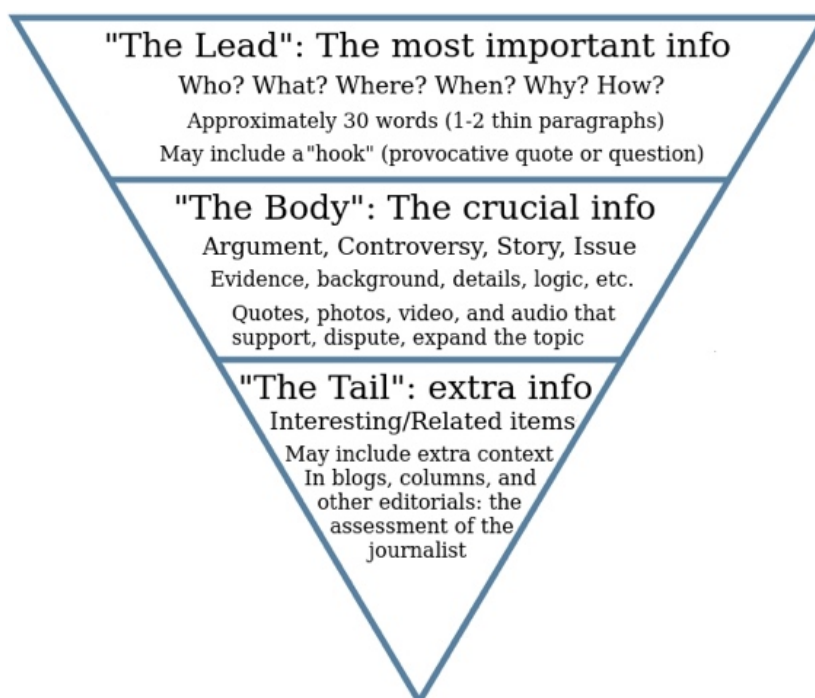 "The Lead": The most important info
Who? What? Where? When? Why? How?
Approximately 30 words (1-2 thin paragraphs)
May include a"hook" (provocative quote or question)
"The Body": The crucial info
Argument, Controversy, Story, Issue
Evidence, background, details, logic, etc.
Quotes, photos, video, and audio that
support, dispute, expand the topic
"The Tail": extra info
Interesting/Related items
May include extra context
In blogs, columns, and
other editorials: the
assessment of the
journalist